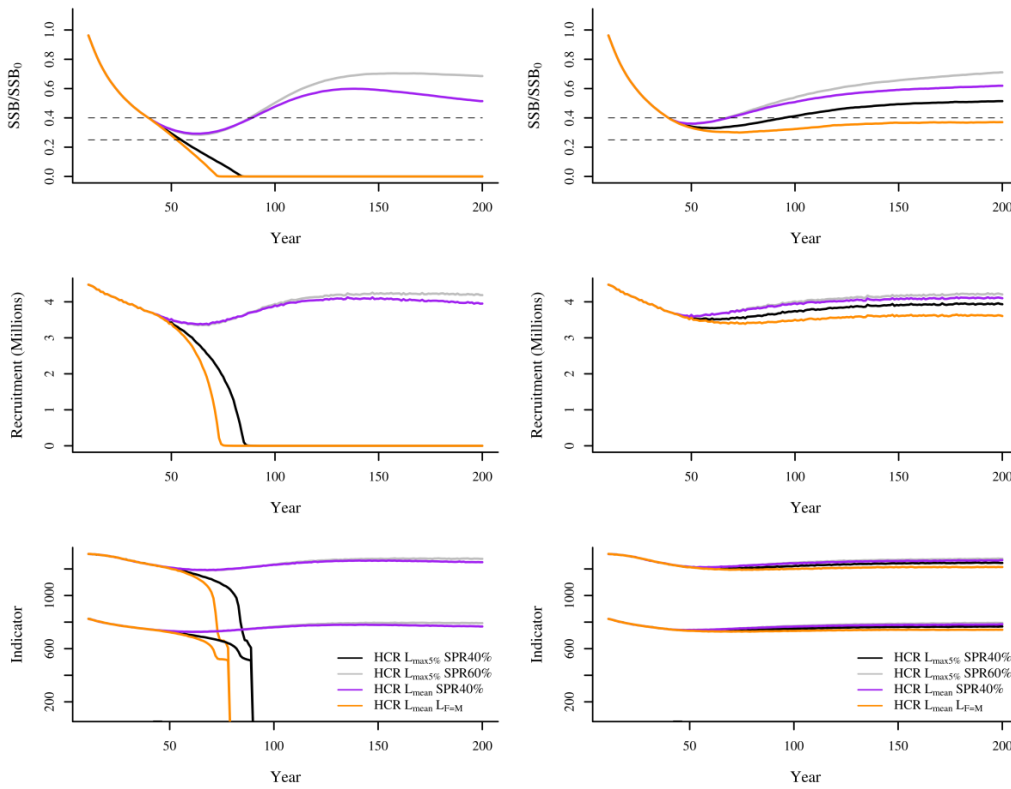 SSB/SSB0
0.0 0.2 0.4 0.6 0.8 1.0
50 100 150 200
Year
SSB/SSB0
0.0 0.2 0.4 0.6 0.8 1.0
50 100 150 200
Year
Recruitment (Millions)
0 1 2 3 4
50 100 150 200
Year
Recruitment (Millions)
0 1 2 3 4
50 100 150 200
Year
Indicator
200 600 1000
HCR Lmax5% SPR40%
HCR Lmax5% SPR60%
HCR Lmean SPR40%
HCR Lmean LF=M
50 100 150 200
Year
Indicator
200 600 1000
HCR Lmax5% SPR40%
HCR Lmax5% SPR60%
HCR Lmean SPR40%
HCR Lmean LF=M
50 100 150 200
Year